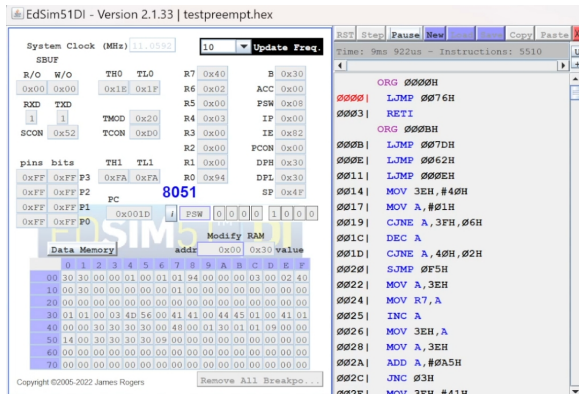 EdSim51DI - Version 2.1.33 | testpreempt.hex
System Clock (MHz) 11.0592 10 Update Freq.
SBUF
R/O W/O TH0 TL0 R7 0x40 B 0x30
0x00 0x00 0x1E 0x1F R6 0x02 ACC 0x00
RXD TXD R5 0x00 PSW 0x08
1 1 TMOD 0x20 R4 0x03 IP 0x00
SCON 0x52 TCON 0xD0 R3 0x00 IE 0x82
R2 0x00 PCON 0x00
pins bits TH1 TL1 R1 0x00 DPH 0x30
0xFF 0xFF P3 0xFA 0xFA R0 0x94 DPL 0x30
0xFF 0xFF P2 PC 8051 SP 0x4F
0xFF 0xFF P1 0x001D i PSW 0 0 0 0 1 0 0 0
0xFF 0xFF P0
Modify RAM
Data Memory addr 0x00 0x30 value
0 1 2 3 4 5 6 7 8 9 A B C D E F
00 30 30 00 00 01 00 01 01 94 00 00 00 03 00 02 40
10 00 30 00 00 00 00 00 01 00 00 00 00 00 00 00 00
20 00 00 00 00 00 00 00 00 00 00 00 00 00 00 00 00
30 01 01 00 03 4D 56 00 41 41 00 44 45 01 00 41 01
40 00 00 30 30 30 30 00 48 00 01 30 01 01 09 00 00
50 14 00 30 30 30 30 09 00 00 00 00 00 00 00 00 00
60 00 00 00 00 00 00 00 00 00 00 00 00 00 00 00 00
70 00 00 00 00 00 00 00 00 00 00 00 00 00 00 00 00
Copyright ©2005-2022 James Rogers Remove All Breakpo...
RST Step Pause New Load Save Copy Paste X
Time: 9ms 922us - Instructions: 5510
ORG 0000H
0000| LJMP 0076H
0003| RETI
ORG 000BH
000B| LJMP 007DH
000E| LJMP 0062H
0011| LJMP 000EH
0014| MOV 3EH,#40H
0017| MOV A,#01H
0019| CJNE A,3FH,06H
001C| DEC A
001D| CJNE A,40H,02H
0020| SJMP 0F5H
0022| MOV A,3EH
0024| MOV R7,A
0025| INC A
0026| MOV 3EH,A
0028| MOV A,3EH
002A| ADD A,#0A5H
002C| JNC 03H
002E| MOV 3EH,#41H